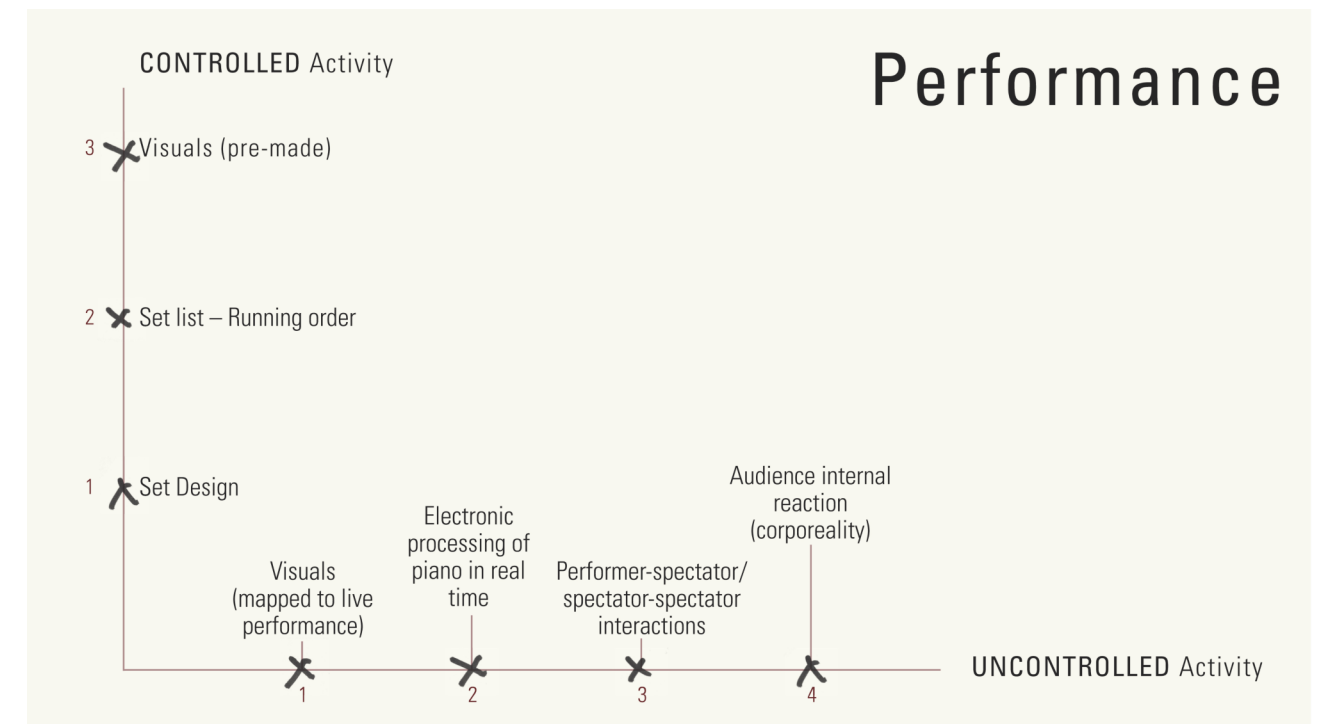 CONTROLLED Activity
Performance
3
Visuals (pre-made)
2
Set list – Running order
1
Set Design
Visuals
(mapped to live
performance)
Electronic
processing of
piano in real
time
Performer-spectator/
spectator-spectator
interactions
Audience internal
reaction
(corporeality)
UNCONTROLLED Activity
1
2
3
4